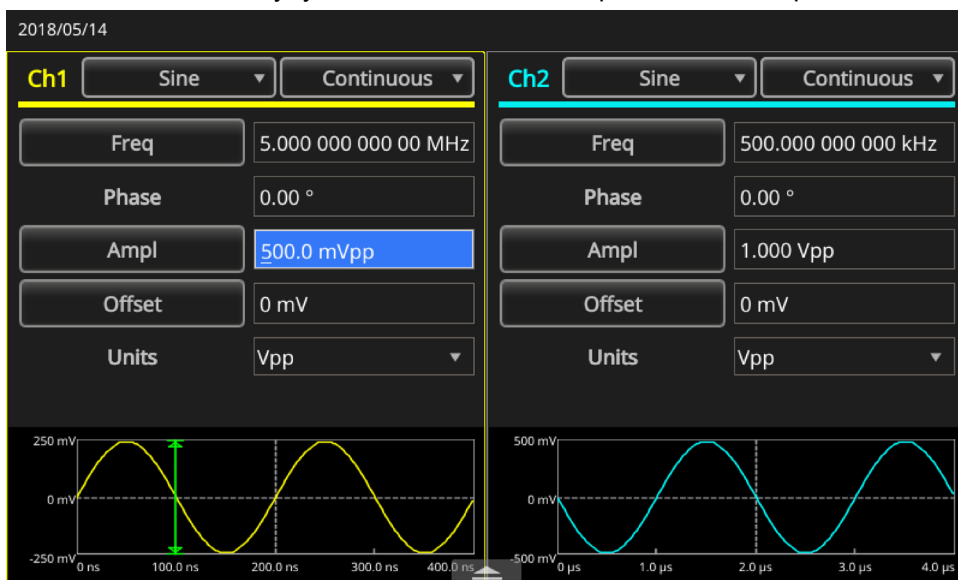 2018/05/14
Ch1 Sine Continuous
Freq 5.000 000 000 00 MHz
Phase 0.00 °
Ampl 500.0 mVpp
Offset 0 mV
Units Vpp
250 mV
0 mV
-250 mV
0 ns 100.0 ns 200.0 ns 300.0 ns 400.0 ns
Ch2 Sine Continuous
Freq 500.000 000 000 kHz
Phase 0.00 °
Ampl 1.000 Vpp
Offset 0 mV
Units Vpp
500 mV
0 mV
-500 mV
0 µs 1.0 µs 2.0 µs 3.0 µs 4.0 µs